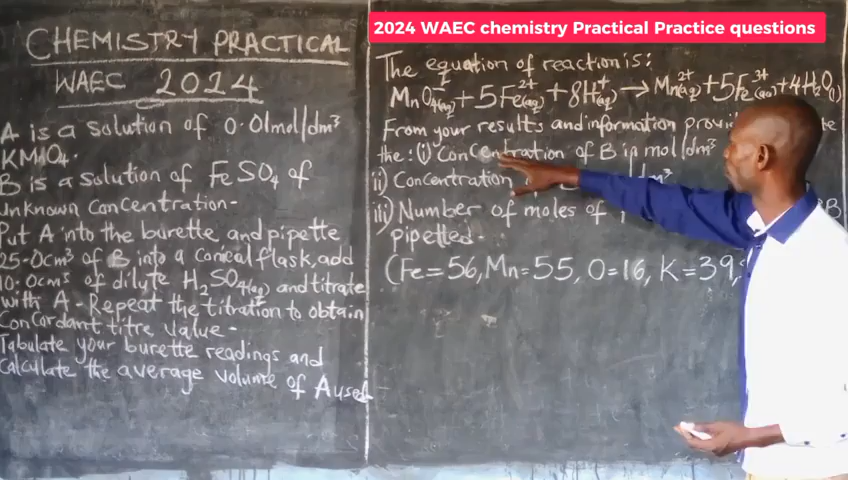 2024 WAEC chemistry Practical Practice questions
CHEMISTRY PRACTICAL
WAEC 2024
A is a solution of 0.01mol/dm³
KMnO₄.
B is a solution of FeSO₄ of
unknown concentration-
Put A into the burette and pipette
25.0cm³ of B into a conical flask, add
10.0cm³ of dilute H₂SO₄(aq) and titrate
with A. Repeat the titration to obtain
Concordant titre value-
Tabulate your burette readings and
calculate the average volume of A used
The equation of reaction is:
MnO₄⁻(aq) + 5Fe²⁺(aq) + 8H⁺(aq) → Mn²⁺(aq) + 5Fe³⁺(aq) + 4H₂O(l)
From your results and information
the: (i) Concentration of B in mol/dm³
ii) Concentration dm³
iii) Number of moles of B
pipetted.
(Fe=56, Mn=55, O=16, K=39,